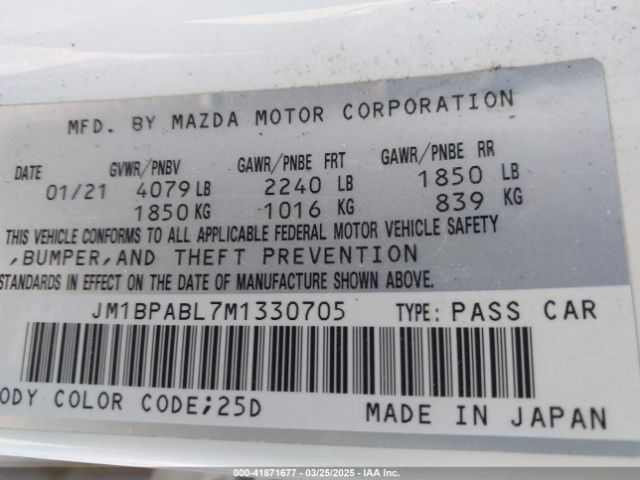 MFD. BY MAZDA MOTOR CORPORATION
DATE GVWR/PNBV GAWR/PNBE FRT GAWR/PNBE RR
01/21 4079 LB 2240 LB 1850 LB
1850 KG 1016 KG 839 KG
THIS VEHICLE CONFORMS TO ALL APPLICABLE FEDERAL MOTOR VEHICLE SAFETY
,BUMPER,AND THEFT PREVENTION
STANDARDS IN EFFECT ON THE DATE OF MANUFACTURE SHOWN ABOVE.
JM1BPABL7M1330705 TYPE: PASS CAR
ODY COLOR CODE;25D MADE IN JAPAN
000-41871677 - 03/25/2025 - IAA Inc.